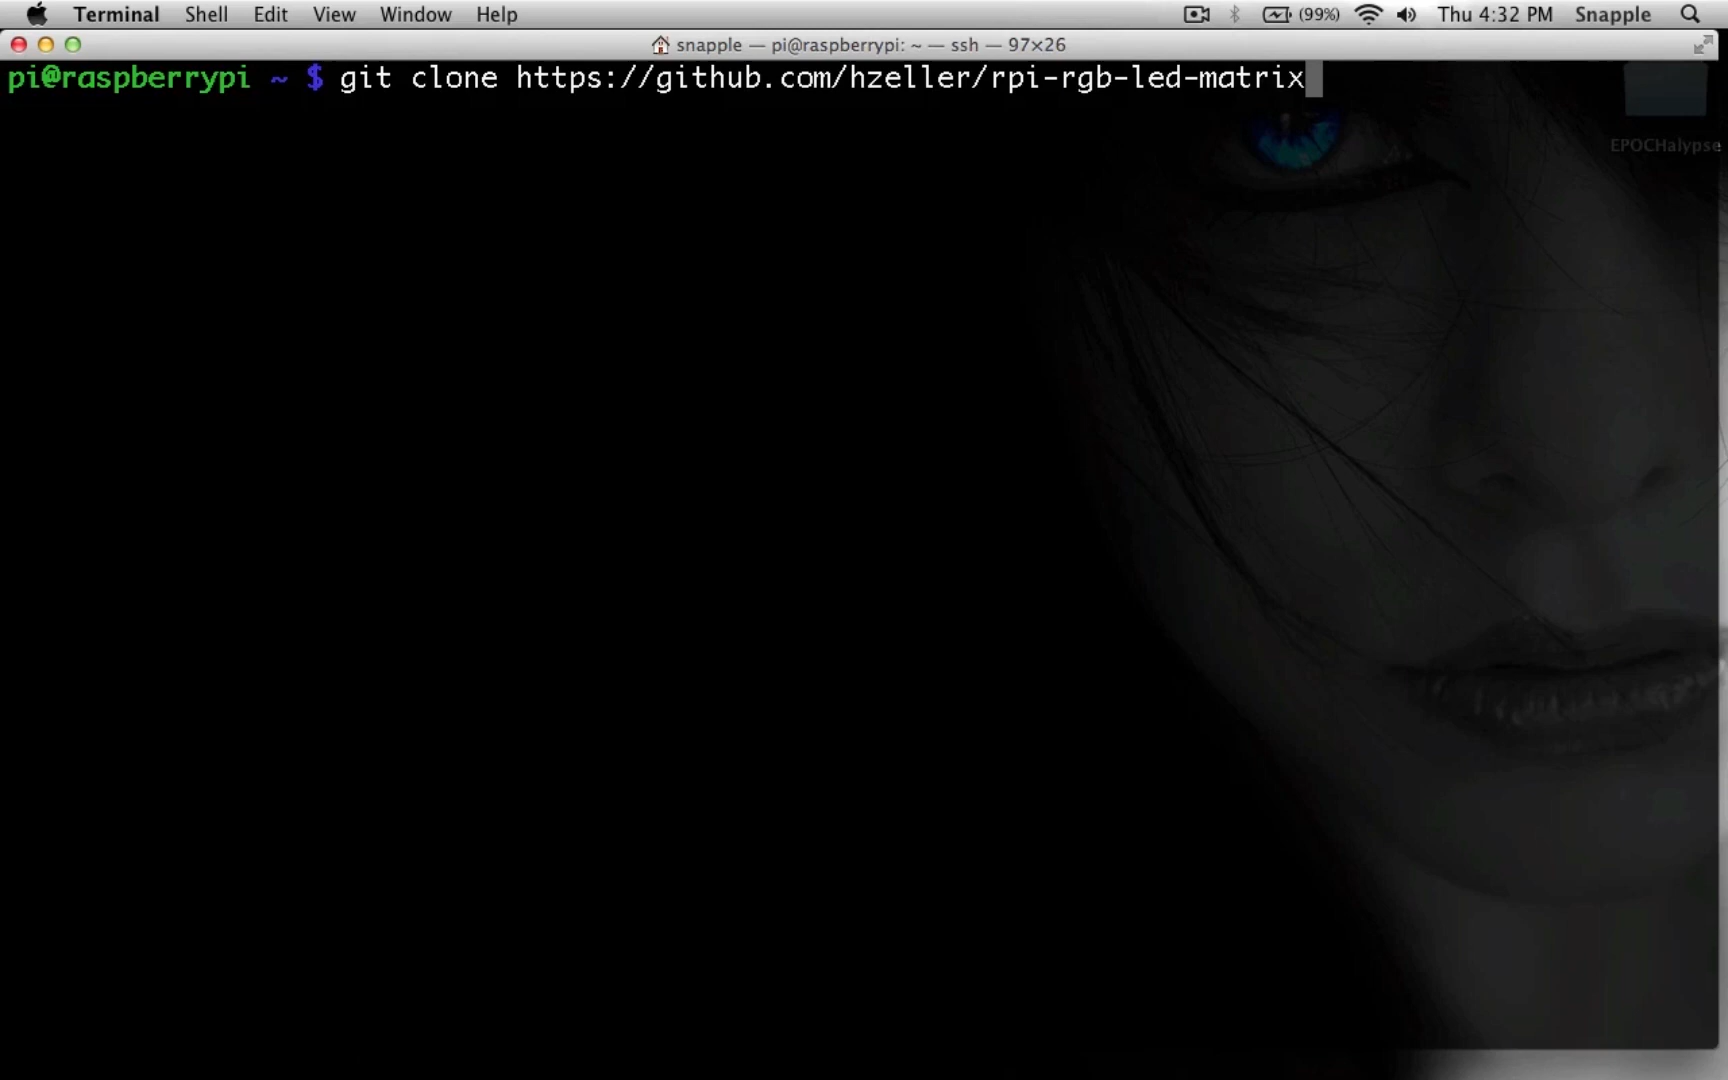 Terminal Shell Edit View Window Help (99%) Thu 4:32 PM Snapple
snapple — pi@raspberrypi: ~ — ssh — 97×26
pi@raspberrypi ~ $ git clone https://github.com/hzeller/rpi-rgb-led-matrix
EPOCHalypse